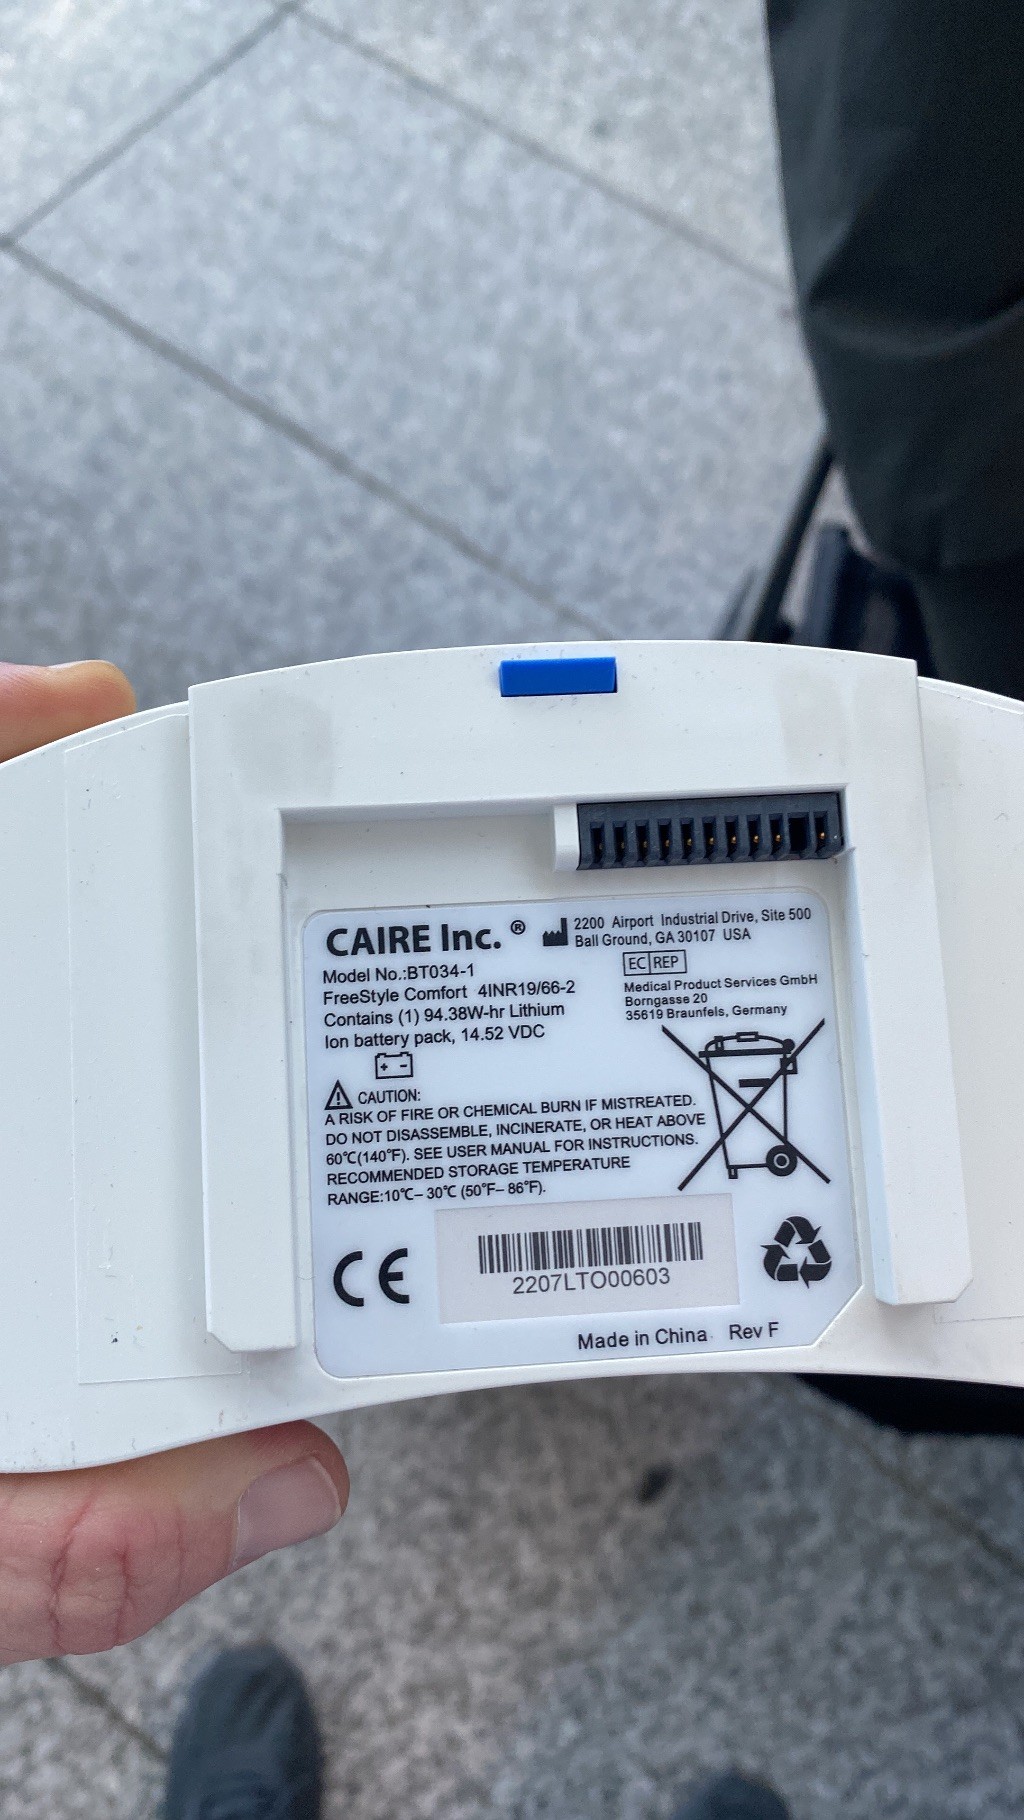 CAIRE Inc.®
Model No.:BT034-1
FreeStyle Comfort 4INR19/66-2
Contains (1) 94.38W-hr Lithium
Ion battery pack, 14.52 VDC
2200 Airport Industrial Drive, Site 500
Ball Ground, GA 30107 USA
EC REP
Medical Product Services GmbH
Borngasse 20
35619 Braunfels, Germany
CAUTION:
A RISK OF FIRE OR CHEMICAL BURN IF MISTREATED.
DO NOT DISASSEMBLE, INCINERATE, OR HEAT ABOVE
60℃(140℉). SEE USER MANUAL FOR INSTRUCTIONS.
RECOMMENDED STORAGE TEMPERATURE
RANGE:10℃– 30℃ (50℉– 86℉).
CE
2207LTO00603
Made in China Rev F